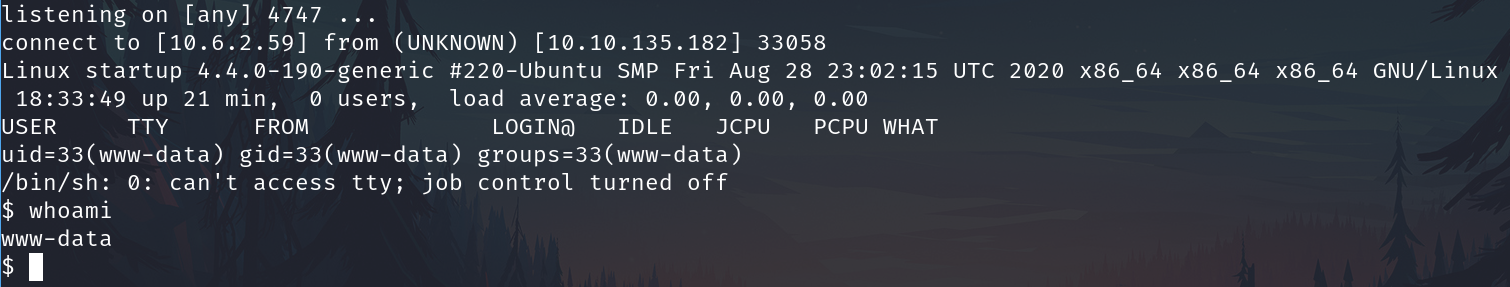 listening on [any] 4747 ...
connect to [10.6.2.59] from (UNKNOWN) [10.10.135.182] 33058
Linux startup 4.4.0-190-generic #220-Ubuntu SMP Fri Aug 28 23:02:15 UTC 2020 x86_64 x86_64 x86_64 GNU/Linux
 18:33:49 up 21 min,  0 users,  load average: 0.00, 0.00, 0.00
USER     TTY      FROM             LOGIN@   IDLE   JCPU   PCPU WHAT
uid=33(www-data) gid=33(www-data) groups=33(www-data)
/bin/sh: 0: can't access tty; job control turned off
$ whoami
www-data
$